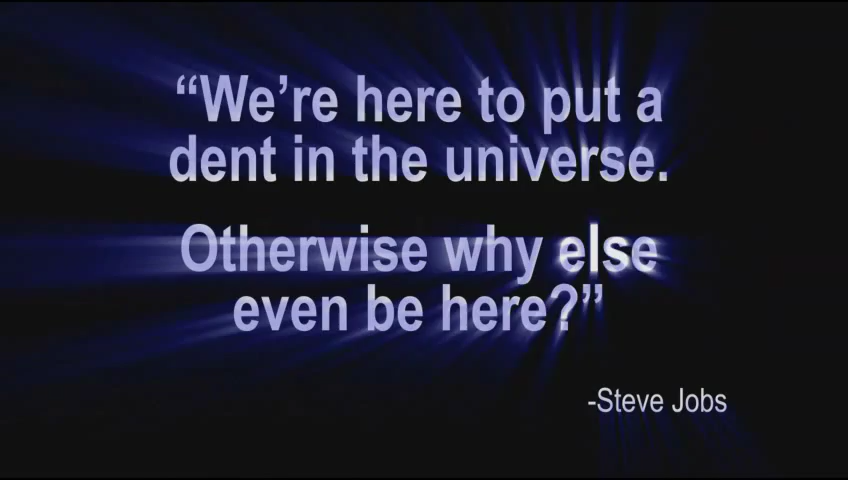 “We’re here to put a
dent in the universe.
Otherwise why else
even be here?”
-Steve Jobs